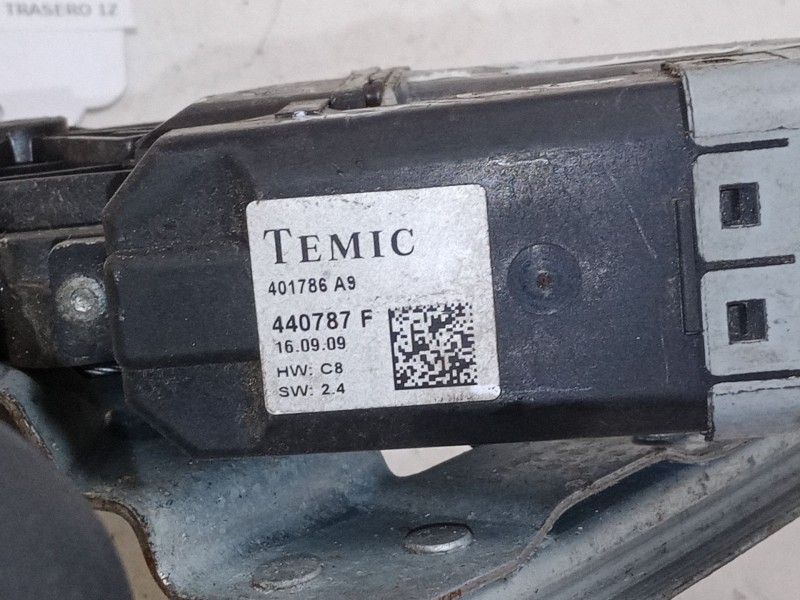 TRASERO IZ
TEMIC
401786 A9
440787 F
16.09.09
HW: C8
SW: 2.4